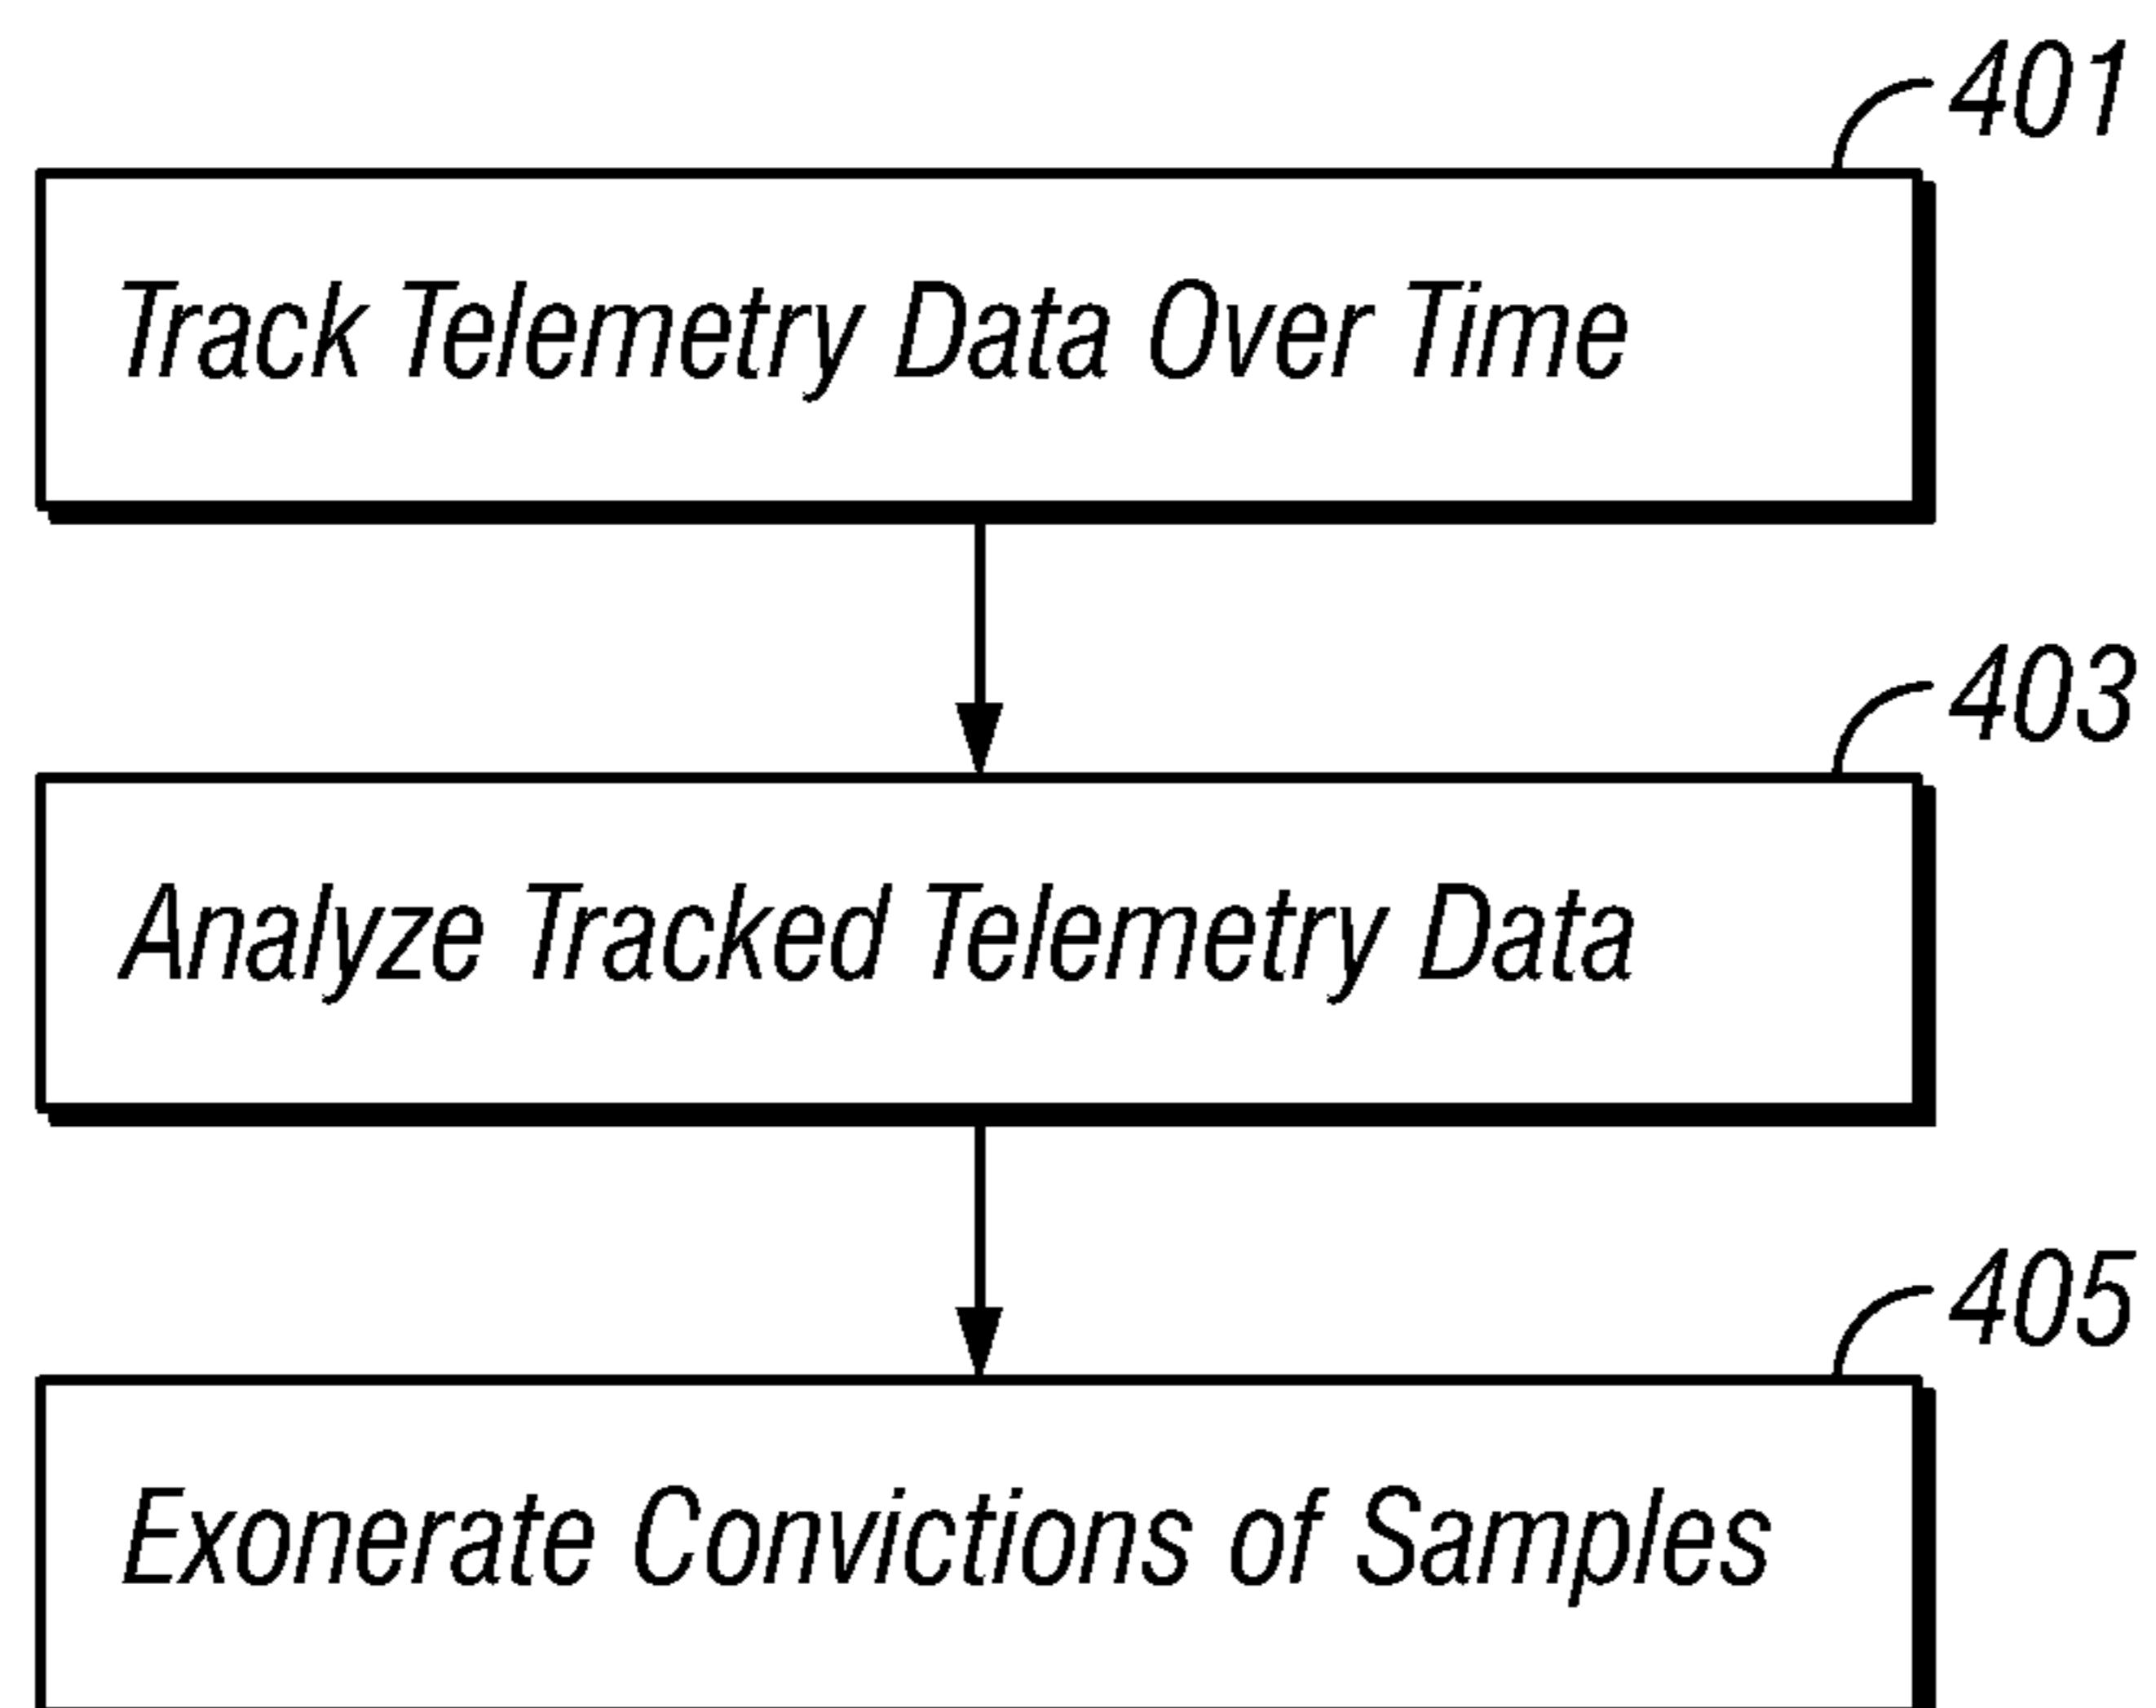 401
Track Telemetry Data Over Time
403
Analyze Tracked Telemetry Data
405
Exonerate Convictions of Samples